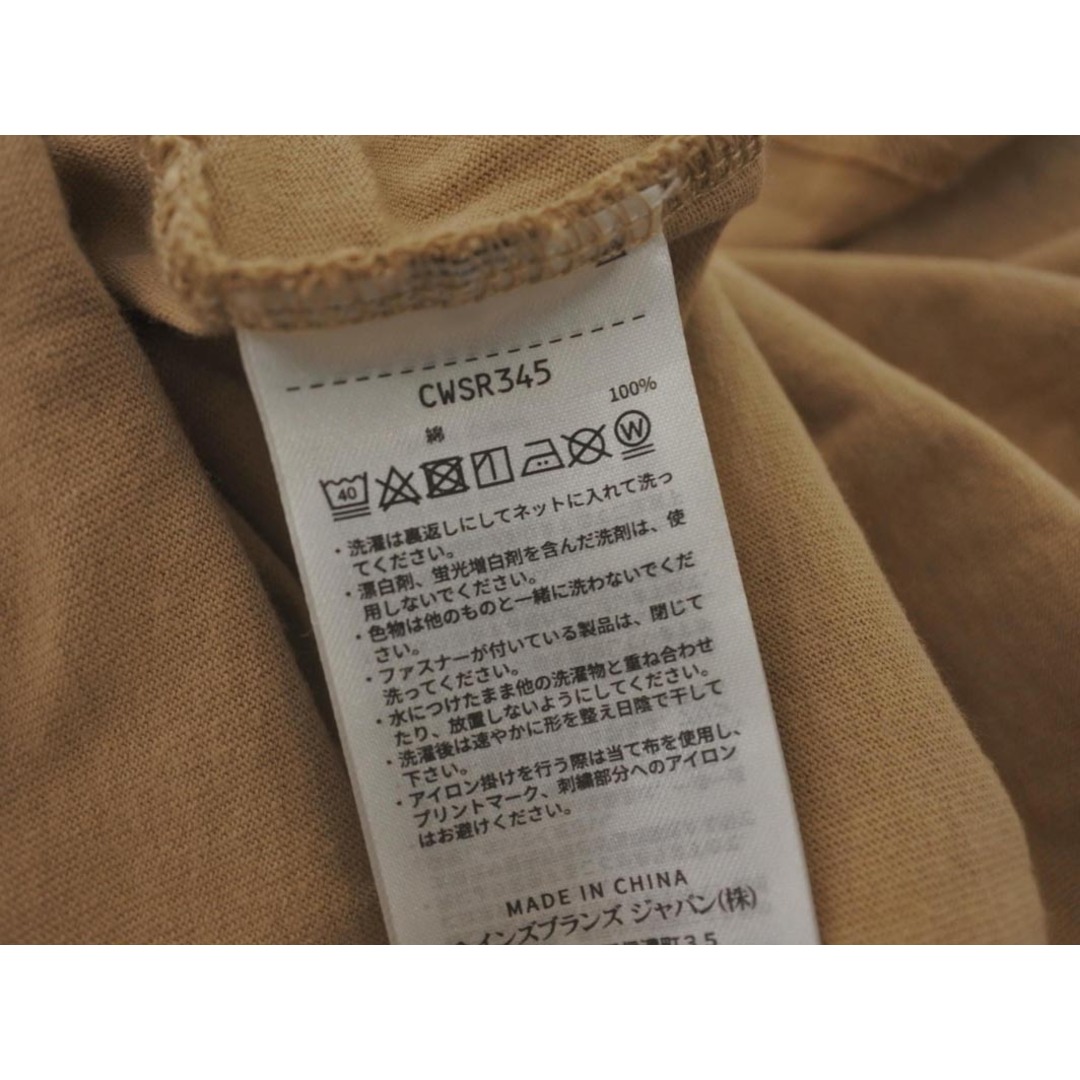 CWSR345
綿 100%
40 W
・洗濯は裏返しにしてネットに入れて洗っ
てください。
・漂白剤、蛍光増白剤を含んだ洗剤は、使
用しないでください。
・色物は他のものと一緒に洗わないでくだ
さい。
・ファスナーが付いている製品は、閉じて
洗ってください。
・水につけたまま他の洗濯物と重ね合わせ
たり、放置しないようにしてください。
・洗濯後は速やかに形を整え日陰で干して
下さい。
・アイロン掛けを行う際は当て布を使用し、
プリントマーク、刺繍部分へのアイロン
はお避けください。
MADE IN CHINA
ヘインズブランズ ジャパン(株)
町3.5